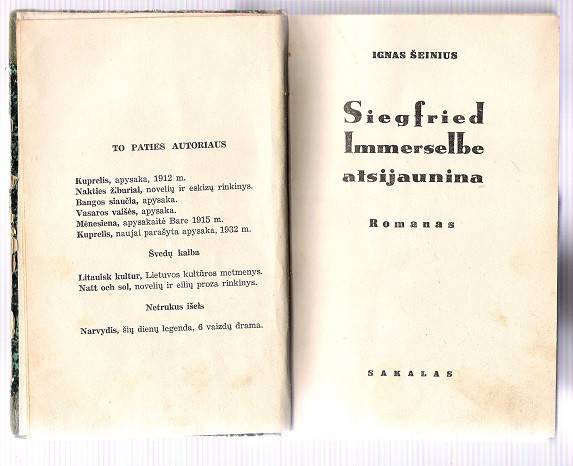 TO PATIES AUTORIAUS
Kuprelis, apysaka, 1912 m.
Nakties žiburiai, novelių ir eskizų rinkinys.
Bangos siaučia, apysaka.
Vasaros vaišės, apysaka.
Mėnesiena, apysakaitė Bare 1915 m.
Kuprelis, naujai parašyta apysaka, 1932 m.
Švedų kalba
Litauisk kultur, Lietuvos kultūros metmenys.
Natt och sol, novelių ir eilių proza rinkinys.
Netrukus išeis
Narvydis, šių dienų legenda, 6 vaizdų drama.
IGNAS ŠEINIUS
Siegfried
Immerselbe
atsijaunina
Romanas
SAKALAS